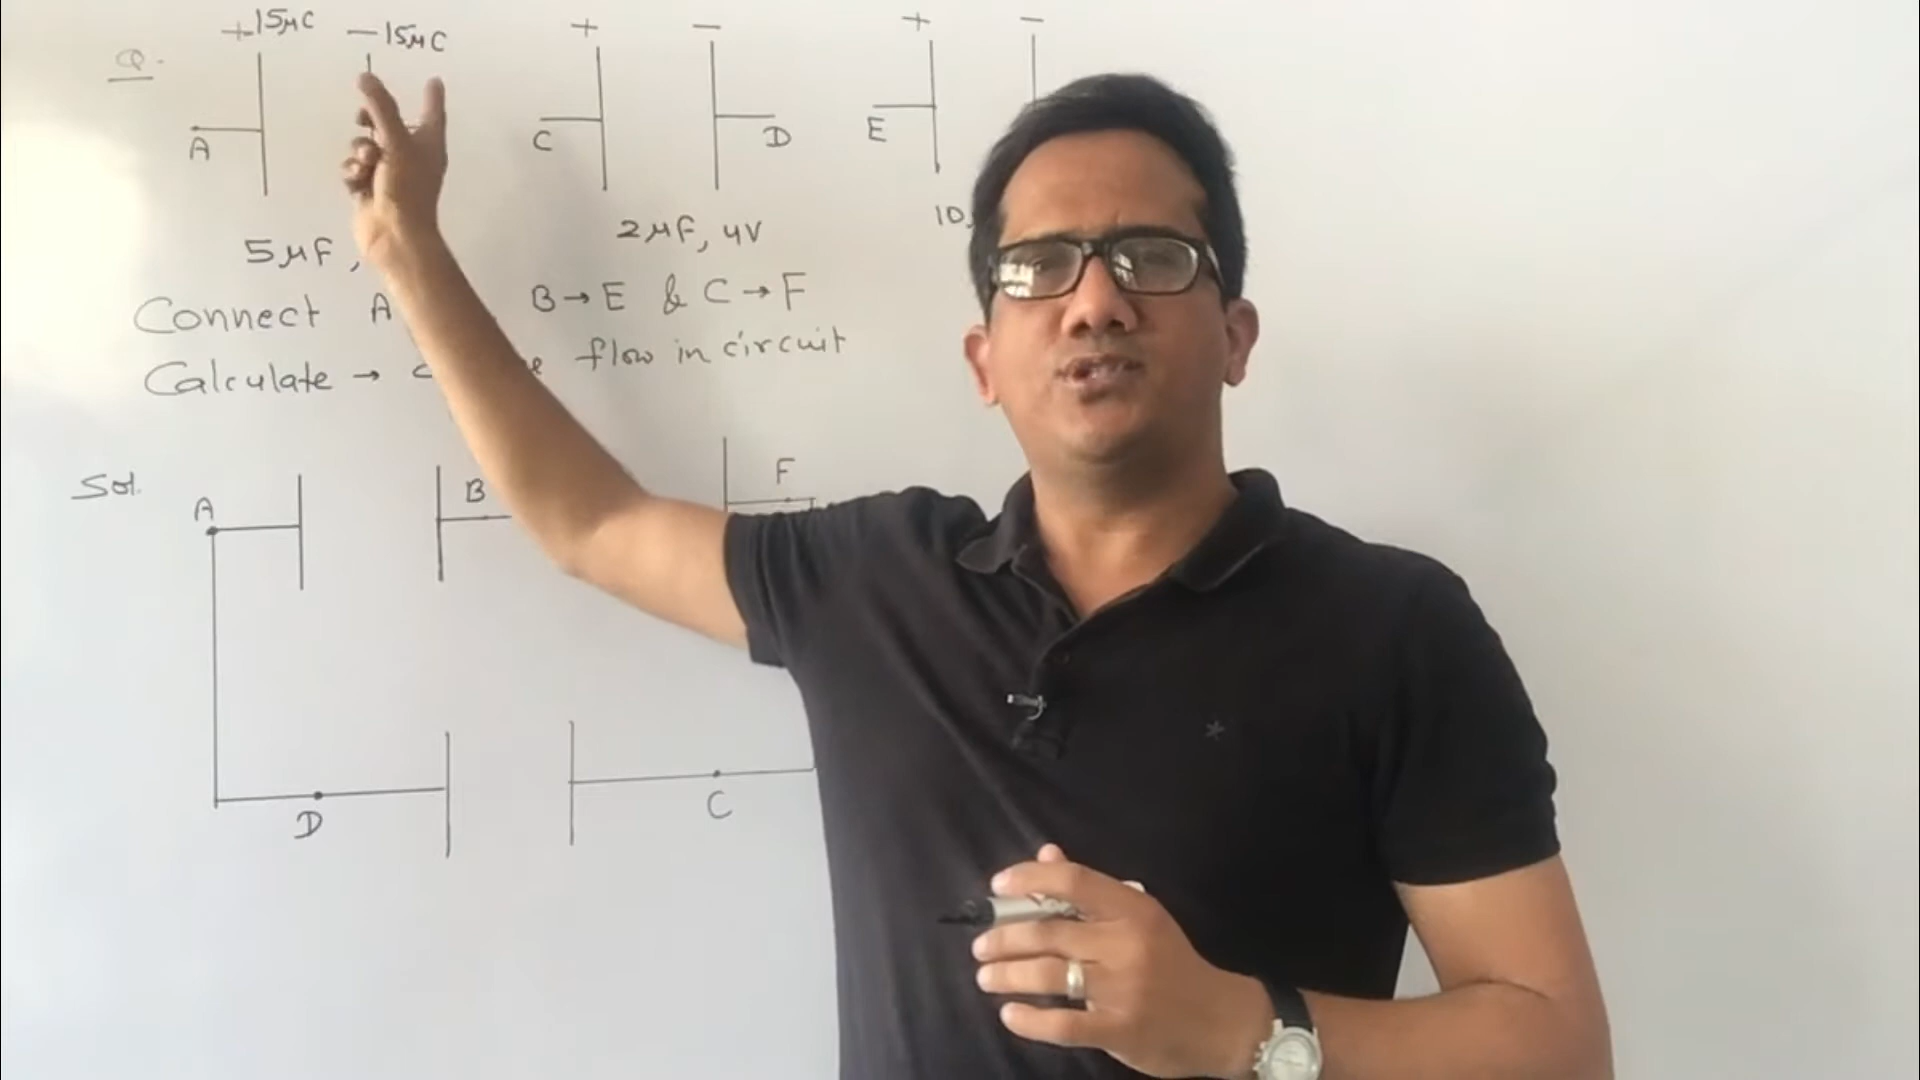 Q. +15μC −15μC + − + −
A C D E
5μF, 2μF, 4V 10
Connect A B→E & C→F
Calculate → flow in circuit
Sol. A B F
D C